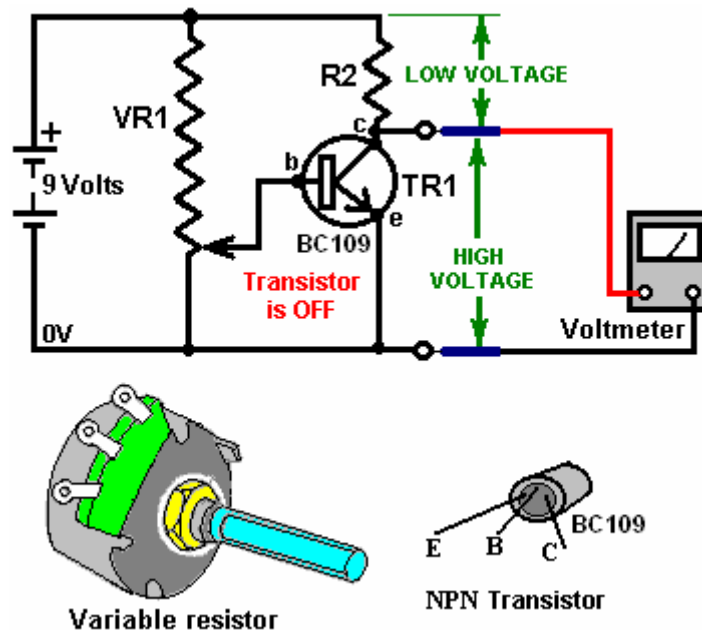 R2
LOW VOLTAGE
VR1
c
+
b
9 Volts
TR1
e
BC109
HIGH
VOLTAGE
Transistor
is OFF
0V
Voltmeter
BC109
E
B
C
NPN Transistor
Variable resistor